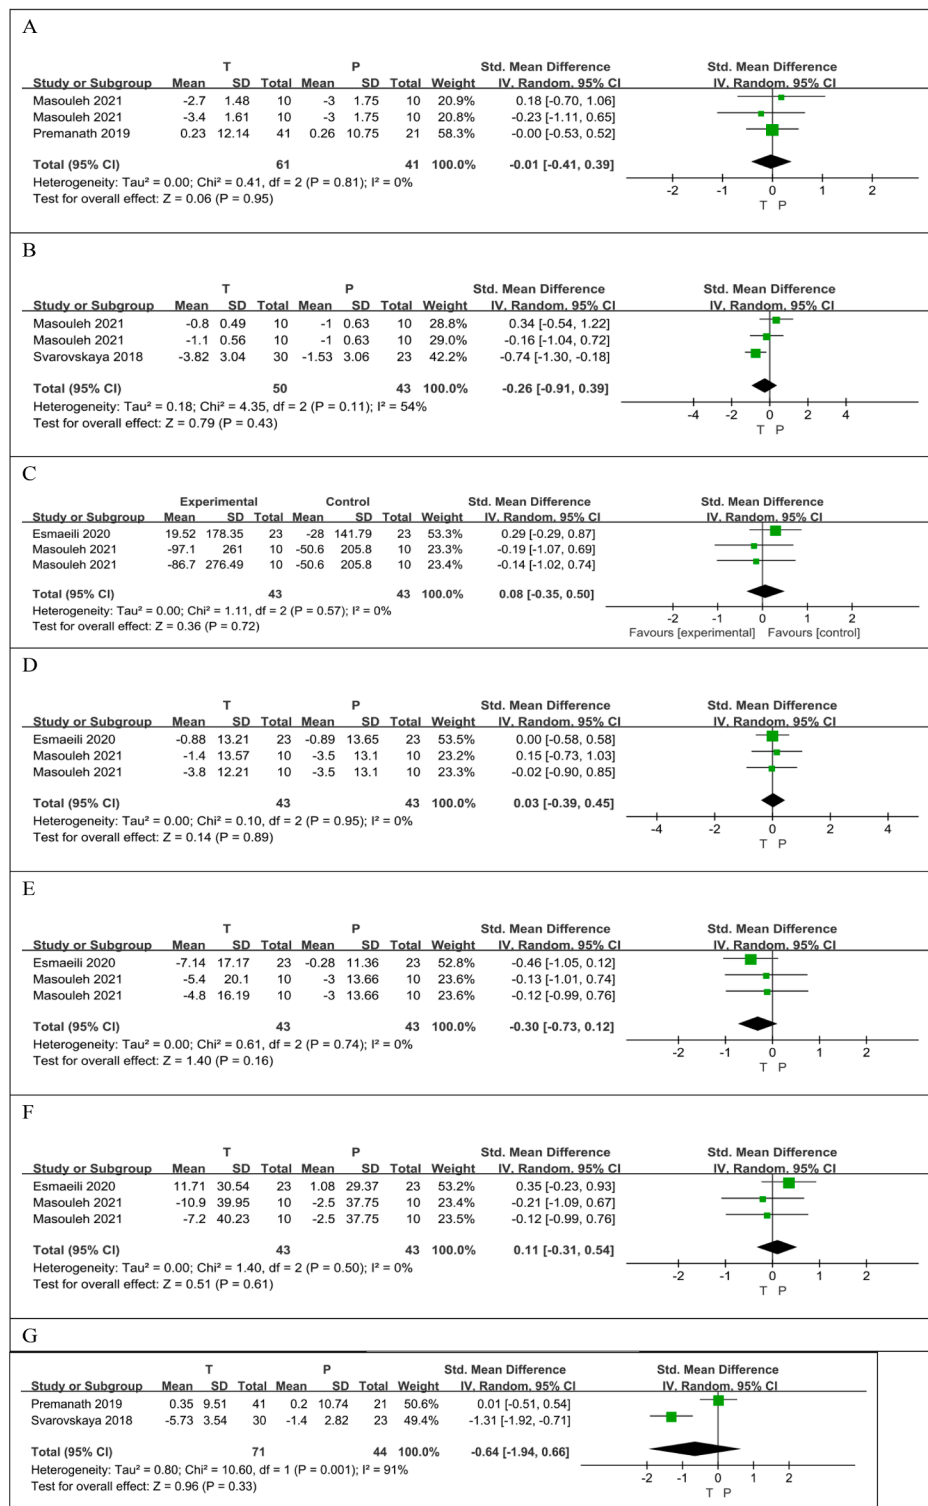 A
T P Std. Mean Difference Std. Mean Difference
Study or Subgroup Mean SD Total Mean SD Total Weight IV, Random, 95% CI IV, Random, 95% CI
Masouleh 2021 -2.7 1.48 10 -3 1.75 10 20.9% 0.18 [-0.70, 1.06]
Masouleh 2021 -3.4 1.61 10 -3 1.75 10 20.8% -0.23 [-1.11, 0.65]
Premanath 2019 0.23 12.14 41 0.26 10.75 21 58.3% -0.00 [-0.53, 0.52]
Total (95% CI) 61 41 100.0% -0.01 [-0.41, 0.39]
Heterogeneity: Tau² = 0.00; Chi² = 0.41, df = 2 (P = 0.81); I² = 0%
Test for overall effect: Z = 0.06 (P = 0.95)
-2 -1 0 1 2
T P
B
T P Std. Mean Difference Std. Mean Difference
Study or Subgroup Mean SD Total Mean SD Total Weight IV, Random, 95% CI IV, Random, 95% CI
Masouleh 2021 -0.8 0.49 10 -1 0.63 10 28.8% 0.34 [-0.54, 1.22]
Masouleh 2021 -1.1 0.56 10 -1 0.63 10 29.0% -0.16 [-1.04, 0.72]
Svarovskaya 2018 -3.82 3.04 30 -1.53 3.06 23 42.2% -0.74 [-1.30, -0.18]
Total (95% CI) 50 43 100.0% -0.26 [-0.91, 0.39]
Heterogeneity: Tau² = 0.18; Chi² = 4.35, df = 2 (P = 0.11); I² = 54%
Test for overall effect: Z = 0.79 (P = 0.43)
-4 -2 0 2 4
T P
C
Experimental Control Std. Mean Difference Std. Mean Difference
Study or Subgroup Mean SD Total Mean SD Total Weight IV, Random, 95% CI IV, Random, 95% CI
Esmaeili 2020 19.52 178.35 23 -28 141.79 23 53.3% 0.29 [-0.29, 0.87]
Masouleh 2021 -97.1 261 10 -50.6 205.8 10 23.3% -0.19 [-1.07, 0.69]
Masouleh 2021 -86.7 276.49 10 -50.6 205.8 10 23.4% -0.14 [-1.02, 0.74]
Total (95% CI) 43 43 100.0% 0.08 [-0.35, 0.50]
Heterogeneity: Tau² = 0.00; Chi² = 1.11, df = 2 (P = 0.57); I² = 0%
Test for overall effect: Z = 0.36 (P = 0.72)
-2 -1 0 1 2
Favours [experimental] Favours [control]
D
T P Std. Mean Difference Std. Mean Difference
Study or Subgroup Mean SD Total Mean SD Total Weight IV, Random, 95% CI IV, Random, 95% CI
Esmaeili 2020 -0.88 13.21 23 -0.89 13.65 23 53.5% 0.00 [-0.58, 0.58]
Masouleh 2021 -1.4 13.57 10 -3.5 13.1 10 23.2% 0.15 [-0.73, 1.03]
Masouleh 2021 -3.8 12.21 10 -3.5 13.1 10 23.3% -0.02 [-0.90, 0.85]
Total (95% CI) 43 43 100.0% 0.03 [-0.39, 0.45]
Heterogeneity: Tau² = 0.00; Chi² = 0.10, df = 2 (P = 0.95); I² = 0%
Test for overall effect: Z = 0.14 (P = 0.89)
-4 -2 0 2 4
T P
E
T P Std. Mean Difference Std. Mean Difference
Study or Subgroup Mean SD Total Mean SD Total Weight IV, Random, 95% CI IV, Random, 95% CI
Esmaeili 2020 -7.14 17.17 23 -0.28 11.36 23 52.8% -0.46 [-1.05, 0.12]
Masouleh 2021 -5.4 20.1 10 -3 13.66 10 23.6% -0.13 [-1.01, 0.74]
Masouleh 2021 -4.8 16.19 10 -3 13.66 10 23.6% -0.12 [-0.99, 0.76]
Total (95% CI) 43 43 100.0% -0.30 [-0.73, 0.12]
Heterogeneity: Tau² = 0.00; Chi² = 0.61, df = 2 (P = 0.74); I² = 0%
Test for overall effect: Z = 1.40 (P = 0.16)
-2 -1 0 1 2
T P
F
T P Std. Mean Difference Std. Mean Difference
Study or Subgroup Mean SD Total Mean SD Total Weight IV, Random, 95% CI IV, Random, 95% CI
Esmaeili 2020 11.71 30.54 23 1.08 29.37 23 53.2% 0.35 [-0.23, 0.93]
Masouleh 2021 -10.9 39.95 10 -2.5 37.75 10 23.4% -0.21 [-1.09, 0.67]
Masouleh 2021 -7.2 40.23 10 -2.5 37.75 10 23.5% -0.12 [-0.99, 0.76]
Total (95% CI) 43 43 100.0% 0.11 [-0.31, 0.54]
Heterogeneity: Tau² = 0.00; Chi² = 1.40, df = 2 (P = 0.50); I² = 0%
Test for overall effect: Z = 0.51 (P = 0.61)
-2 -1 0 1 2
T P
G
T P Std. Mean Difference Std. Mean Difference
Study or Subgroup Mean SD Total Mean SD Total Weight IV, Random, 95% CI IV, Random, 95% CI
Premanath 2019 0.35 9.51 41 0.2 10.74 21 50.6% 0.01 [-0.51, 0.54]
Svarovskaya 2018 -5.73 3.54 30 -1.4 2.82 23 49.4% -1.31 [-1.92, -0.71]
Total (95% CI) 71 44 100.0% -0.64 [-1.94, 0.66]
Heterogeneity: Tau² = 0.80; Chi² = 10.60, df = 1 (P = 0.001); I² = 91%
Test for overall effect: Z = 0.96 (P = 0.33)
-2 -1 0 1 2
T P